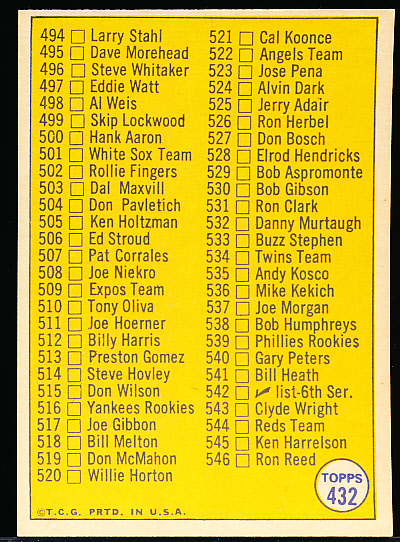 494 Larry Stahl
495 Dave Morehead
496 Steve Whitaker
497 Eddie Watt
498 Al Weis
499 Skip Lockwood
500 Hank Aaron
501 White Sox Team
502 Rollie Fingers
503 Dal Maxvill
504 Don Pavletich
505 Ken Holtzman
506 Ed Stroud
507 Pat Corrales
508 Joe Niekro
509 Expos Team
510 Tony Oliva
511 Joe Hoerner
512 Billy Harris
513 Preston Gomez
514 Steve Hovley
515 Don Wilson
516 Yankees Rookies
517 Joe Gibbon
518 Bill Melton
519 Don McMahon
520 Willie Horton
©T.C.G. PRTD. IN U.S.A.
521 Cal Koonce
522 Angels Team
523 Jose Pena
524 Alvin Dark
525 Jerry Adair
526 Ron Herbel
527 Don Bosch
528 Elrod Hendricks
529 Bob Aspromonte
530 Bob Gibson
531 Ron Clark
532 Danny Murtaugh
533 Buzz Stephen
534 Twins Team
535 Andy Kosco
536 Mike Kekich
537 Joe Morgan
538 Bob Humphreys
539 Phillies Rookies
540 Gary Peters
541 Bill Heath
542 list-6th Ser.
543 Clyde Wright
544 Reds Team
545 Ken Harrelson
546 Ron Reed
TOPPS
432